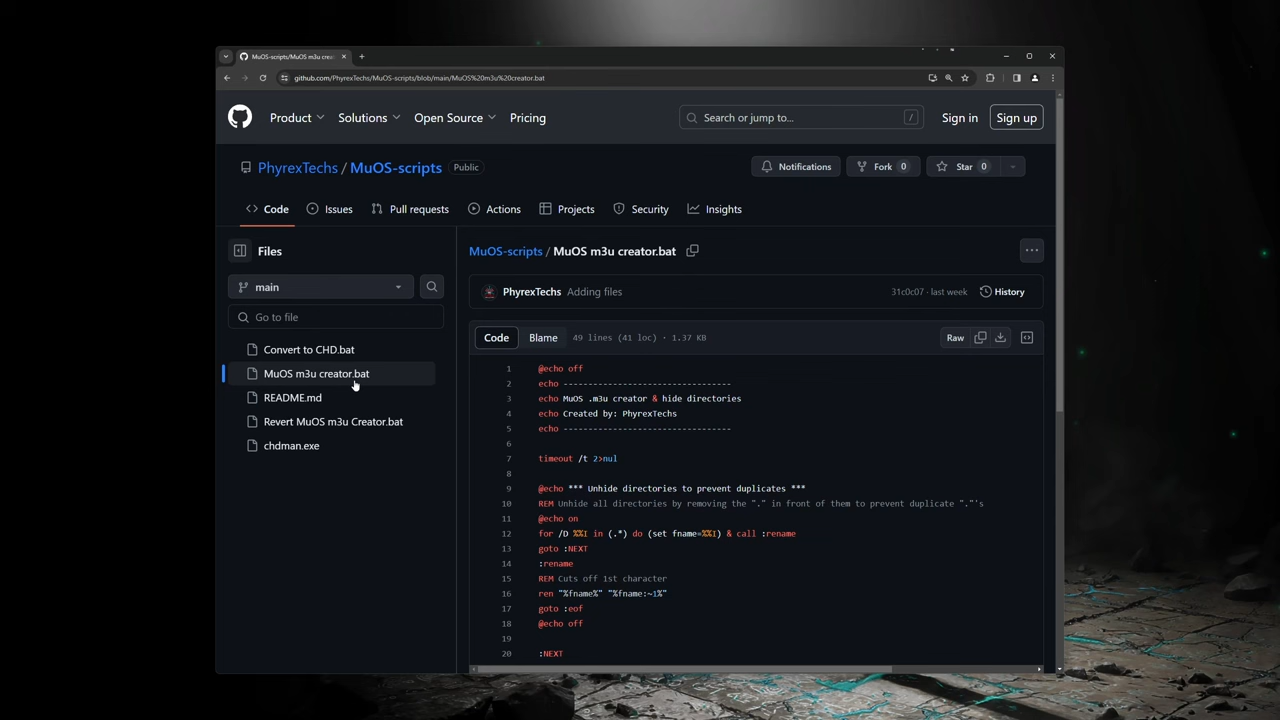 MuOS-scripts/MuOS m3u crea
github.com/PhyrexTechs/MuOS-scripts/blob/main/MuOS%20m3u%20creator.bat
Product Solutions Open Source Pricing Search or jump to... / Sign in Sign up
PhyrexTechs / MuOS-scripts Public Notifications Fork 0 Star 0
Code Issues Pull requests Actions Projects Security Insights
Files
main
Go to file
Convert to CHD.bat
MuOS m3u creator.bat
README.md
Revert MuOS m3u Creator.bat
chdman.exe
MuOS-scripts / MuOS m3u creator.bat
PhyrexTechs Adding files 31c0c07 · last week History
Code Blame 49 lines (41 loc) · 1.37 KB Raw
1 @echo off
2 echo ---------------------------------
3 echo MuOS .m3u creator & hide directories
4 echo Created by: PhyrexTechs
5 echo ---------------------------------
6
7 timeout /t 2>nul
8
9 @echo *** Unhide directories to prevent duplicates ***
10 REM Unhide all directories by removing the "." in front of them to prevent duplicate "."'s
11 @echo on
12 for /D %%I in (.*) do (set fname=%%I) & call :rename
13 goto :NEXT
14 :rename
15 REM Cuts off 1st character
16 ren "%fname%" "%fname:~1%"
17 goto :eof
18 @echo off
19
20 :NEXT